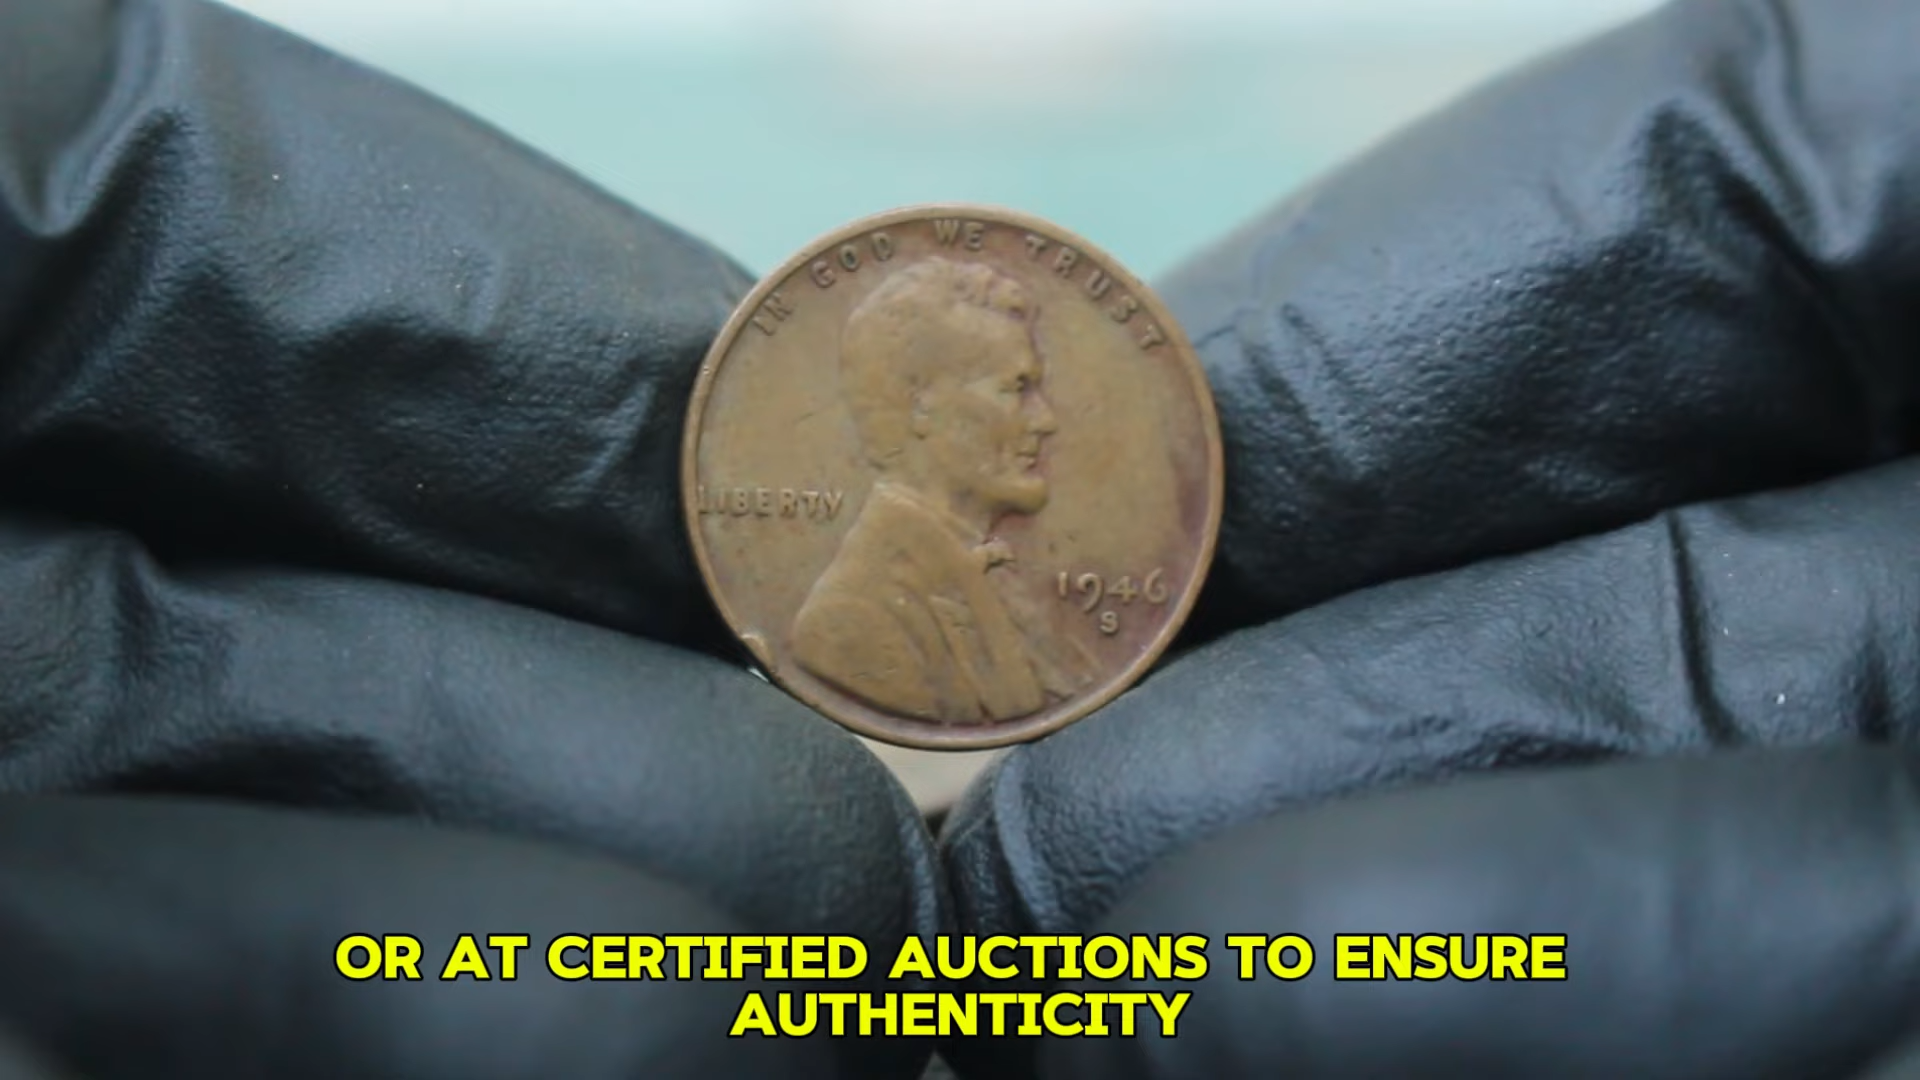 IN GOD WE TRUST
LIBERTY
1946
S
OR AT CERTIFIED AUCTIONS TO ENSURE
AUTHENTICITY